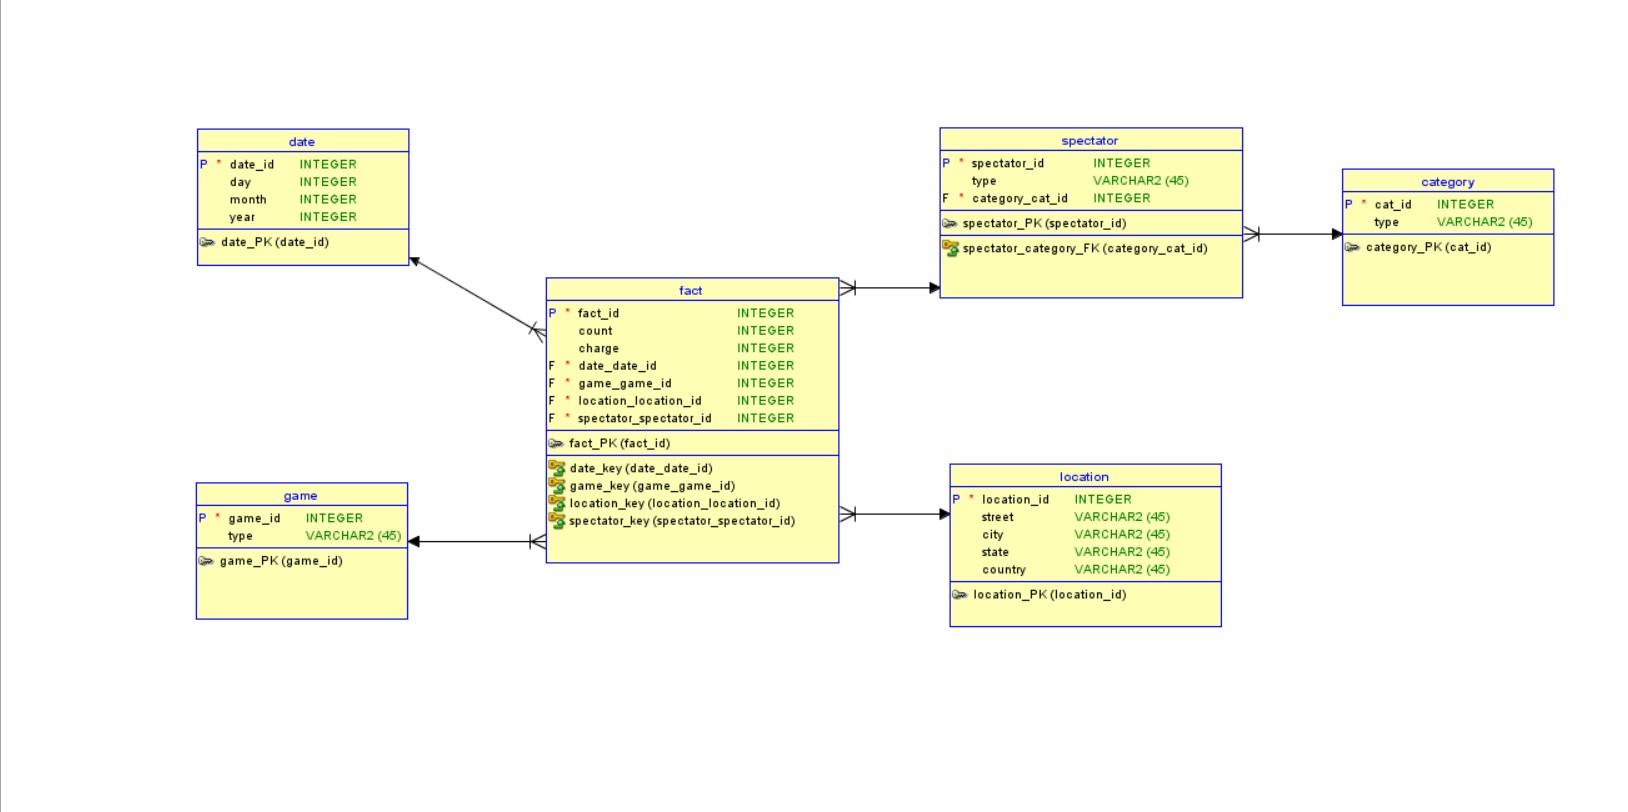 date
P * date_id INTEGER
day INTEGER
month INTEGER
year INTEGER
date_PK (date_id)
spectator
P * spectator_id INTEGER
type VARCHAR2 (45)
F * category_cat_id INTEGER
spectator_PK (spectator_id)
spectator_category_FK (category_cat_id)
category
P * cat_id INTEGER
type VARCHAR2 (45)
category_PK (cat_id)
fact
P * fact_id INTEGER
count INTEGER
charge INTEGER
F * date_date_id INTEGER
F * game_game_id INTEGER
F * location_location_id INTEGER
F * spectator_spectator_id INTEGER
fact_PK (fact_id)
date_key (date_date_id)
game_key (game_game_id)
location_key (location_location_id)
spectator_key (spectator_spectator_id)
game
P * game_id INTEGER
type VARCHAR2 (45)
game_PK (game_id)
location
P * location_id INTEGER
street VARCHAR2 (45)
city VARCHAR2 (45)
state VARCHAR2 (45)
country VARCHAR2 (45)
location_PK (location_id)